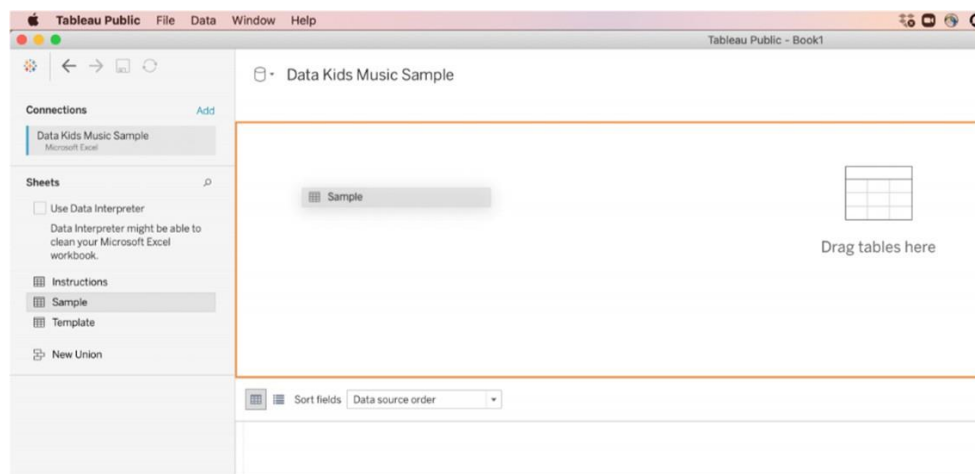 Tableau Public File Data Window Help
Tableau Public - Book1
Data Kids Music Sample
Connections Add
Data Kids Music Sample
Microsoft Excel
Sheets
Use Data Interpreter
Data Interpreter might be able to
clean your Microsoft Excel
workbook.
Instructions
Sample
Template
New Union
Sample
Drag tables here
Sort fields Data source order